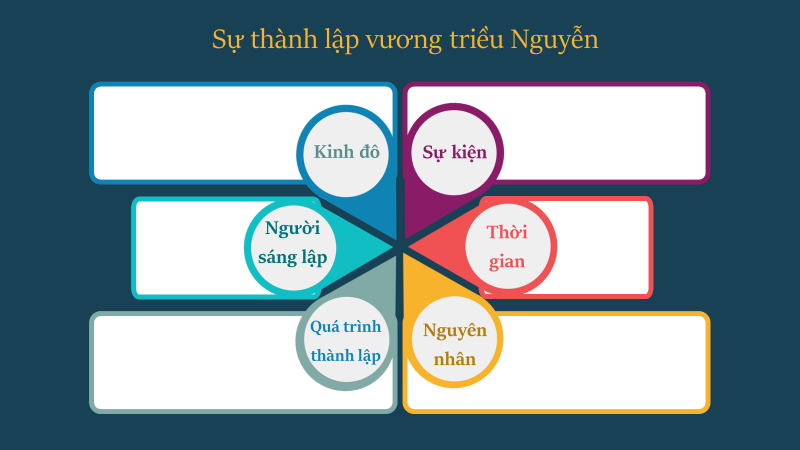 Sự thành lập vương triều Nguyễn
Kinh đô
Sự kiện
Người
sáng lập
Thời
gian
Quá trình
thành lập
Nguyên
nhân